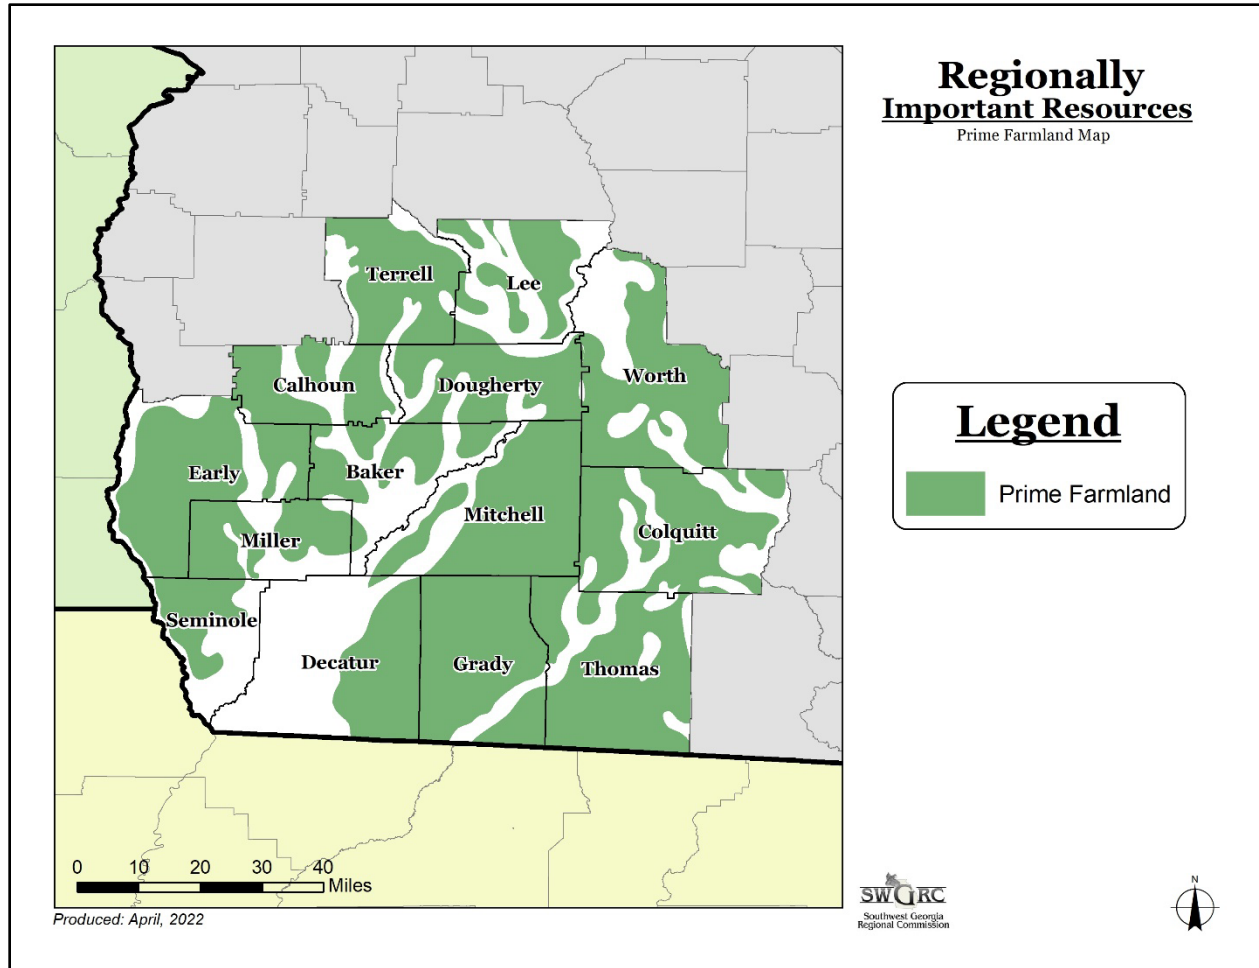 Regionally
Important Resources
Prime Farmland Map
Terrell
Lee
Calhoun
Dougherty
Worth
Early
Baker
Mitchell
Miller
Colquitt
Seminole
Decatur
Grady
Thomas
Legend
Prime Farmland
0 10 20 30 40
Miles
Produced: April, 2022
SWGRC
Southwest Georgia
Regional Commission
N